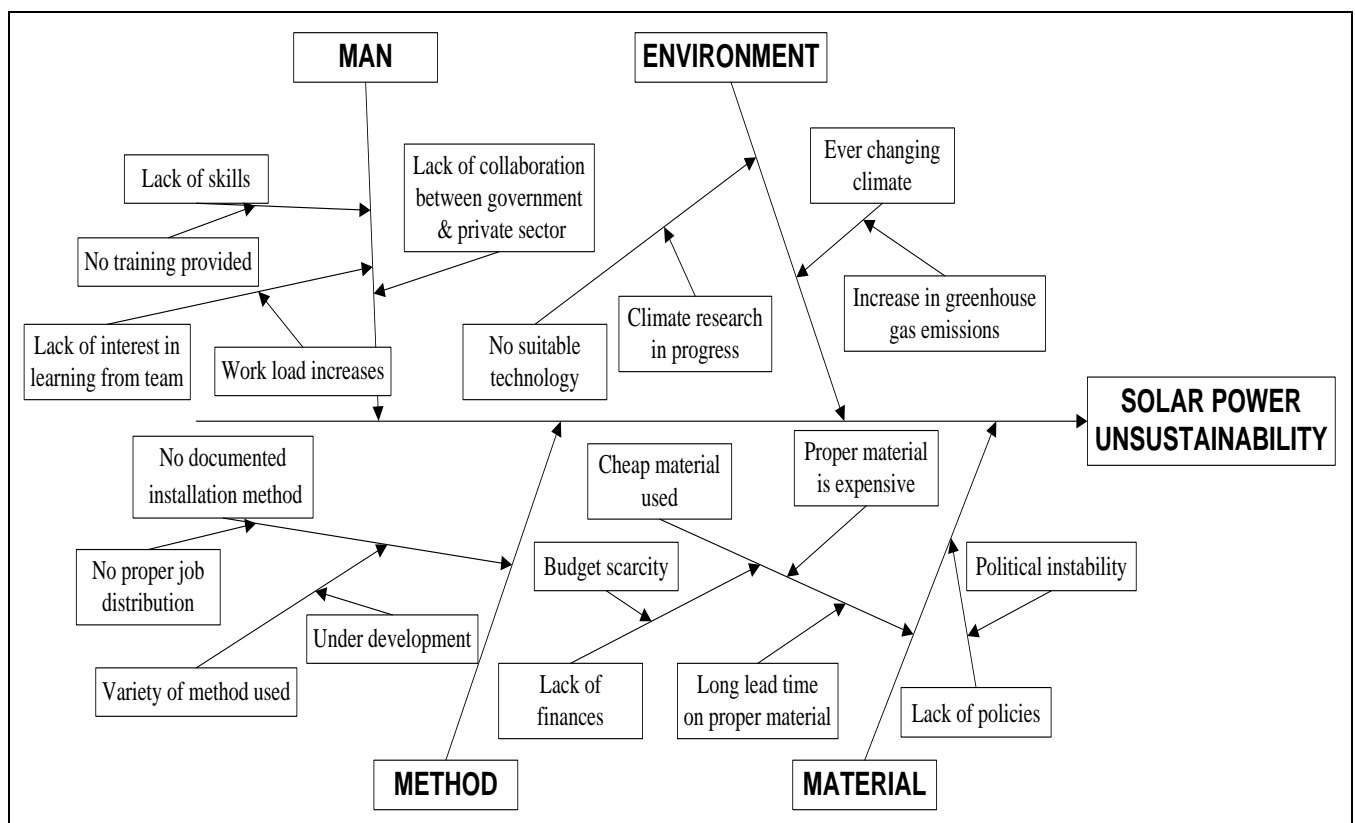 MAN
ENVIRONMENT
Lack of skills
Lack of collaboration
between government
& private sector
Ever changing
climate
No training provided
Increase in greenhouse
gas emissions
Climate research
in progress
No suitable
technology
Lack of interest in
learning from team
Work load increases
SOLAR POWER
UNSUSTAINABILITY
No documented
installation method
Cheap material
used
Proper material
is expensive
No proper job
distribution
Budget scarcity
Political instability
Under development
Variety of method used
Lack of
finances
Long lead time
on proper material
Lack of policies
METHOD
MATERIAL